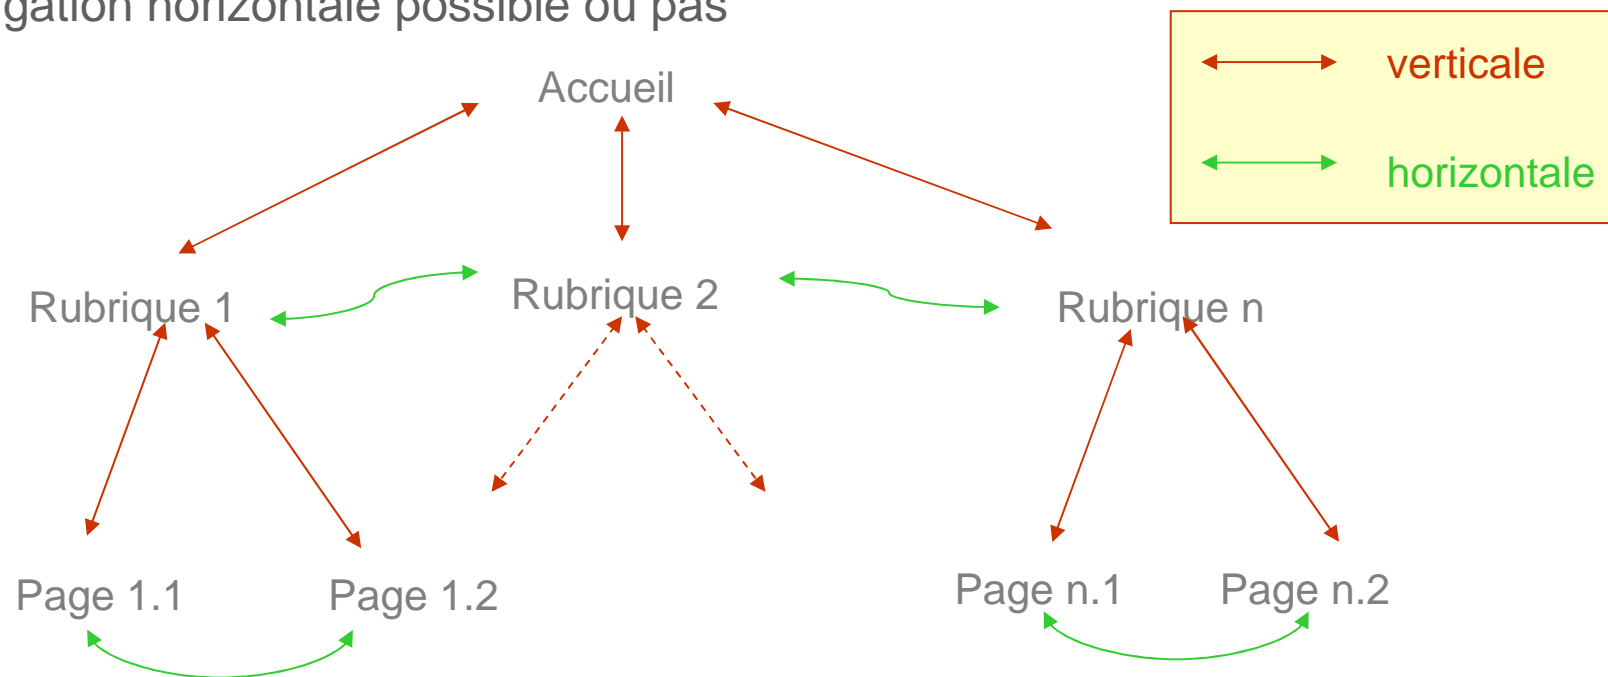 gation horizontale possible ou pas
verticale
Accueil
horizontale
Rubrique 1
Rubrique 2
Rubrique n
Page 1.1
Page 1.2
Page n.1
Page n.2